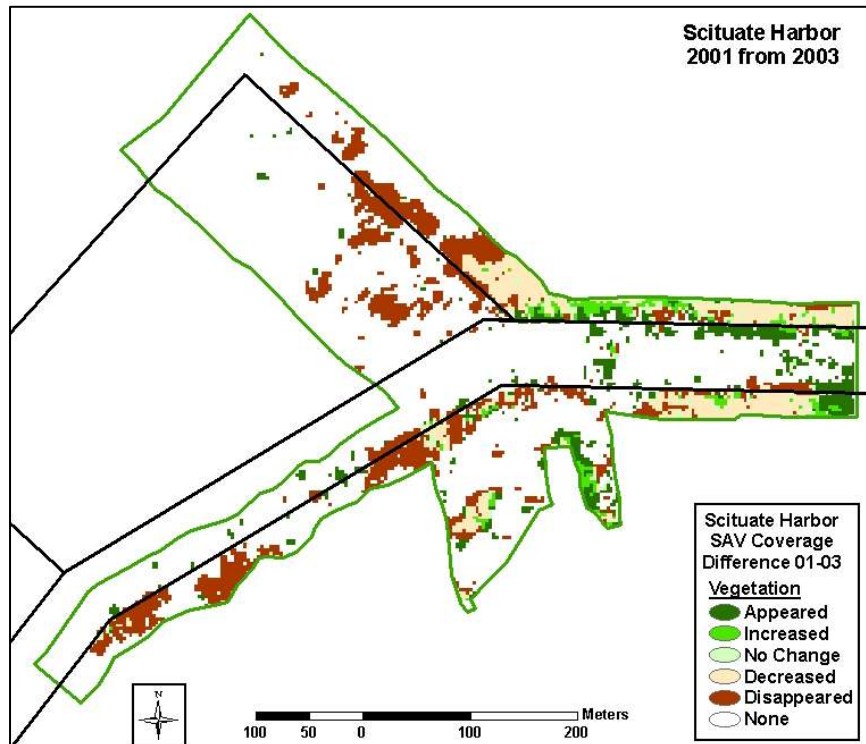 Scituate Harbor
2001 from 2003
Scituate Harbor
SAV Coverage
Difference 01-03
Vegetation
Appeared
Increased
No Change
Decreased
Disappeared
None
N
Meters
100 50 0 100 200